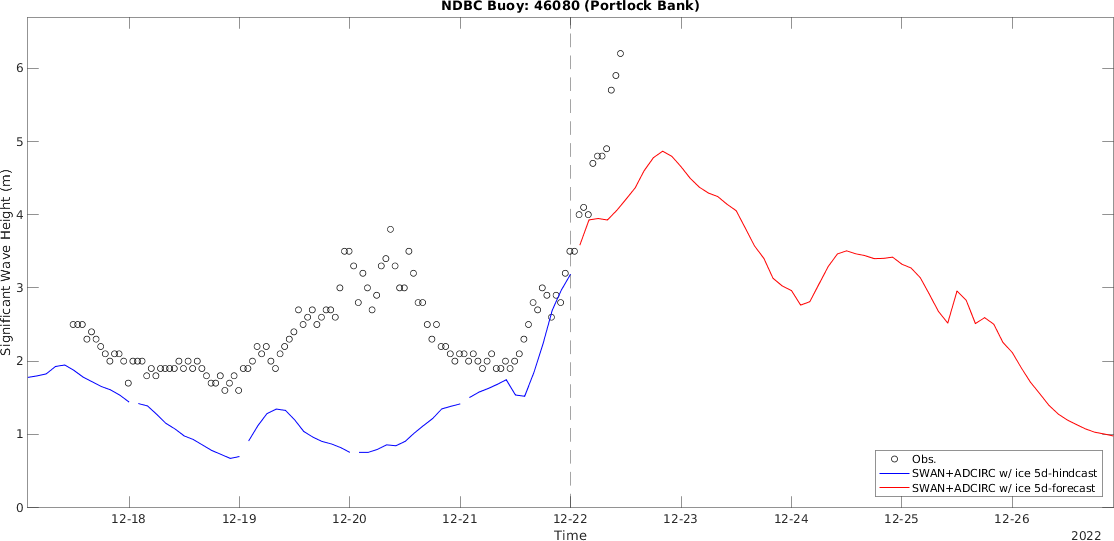 NDBC Buoy: 46080 (Portlock Bank)
Significant Wave Height (m)
6
5
4
3
2
1
0
Obs.
SWAN+ADCIRC w/ ice 5d-hindcast
SWAN+ADCIRC w/ ice 5d-forecast
12-18 12-19 12-20 12-21 12-22 12-23 12-24 12-25 12-26
Time
2022